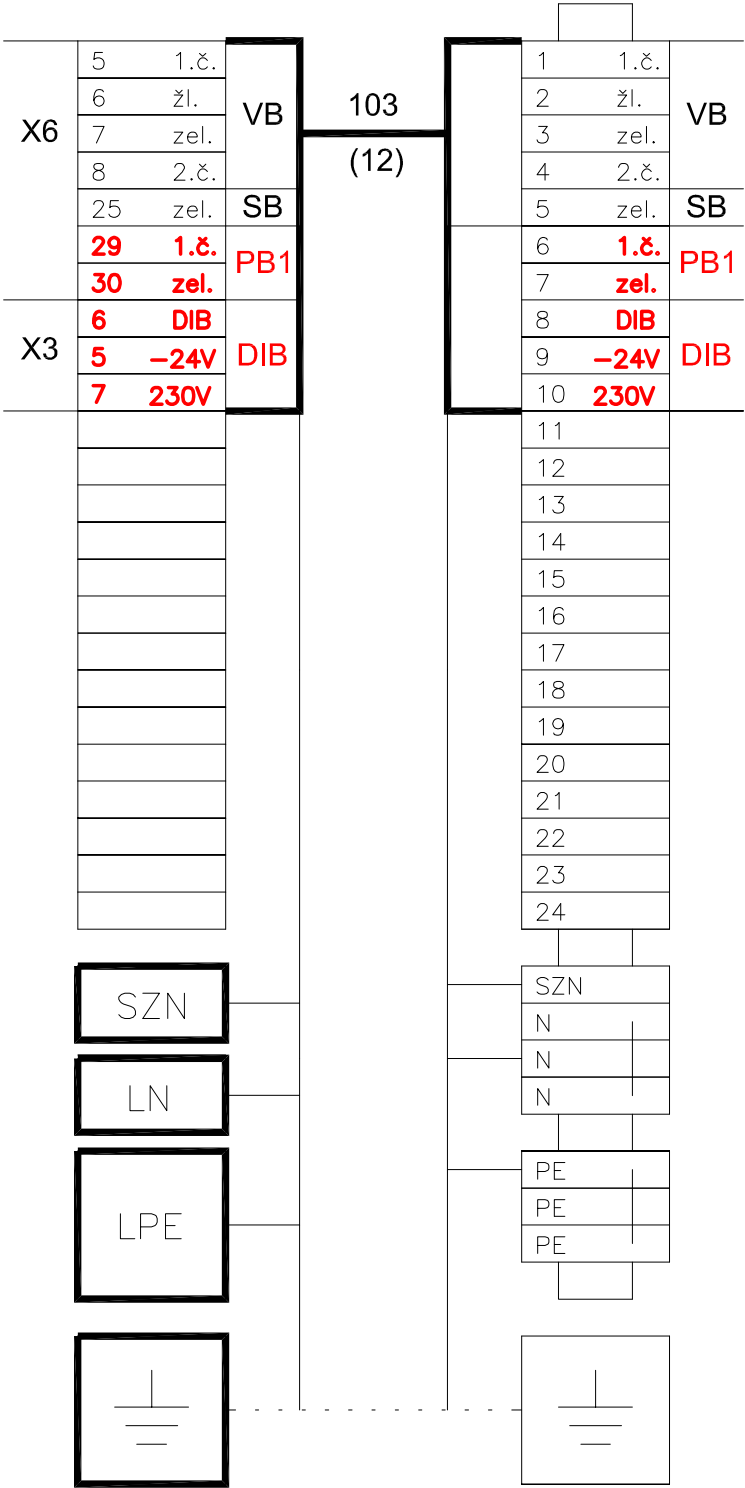 5 1.č.
6 žl.
7 zel.
8 2.č.
25 zel.
29 1.č.
30 zel.
6 DIB
5 –24V
7 230V
X6
X3
VB
SB
PB1
DIB
103
(12)
1 1.č.
2 žl.
3 zel.
4 2.č.
5 zel.
6 1.č.
7 zel.
8 DIB
9 –24V
10 230V
11
12
13
14
15
16
17
18
19
20
21
22
23
24
VB
SB
PB1
DIB
SZN
LN
LPE
SZN
N
N
N
PE
PE
PE